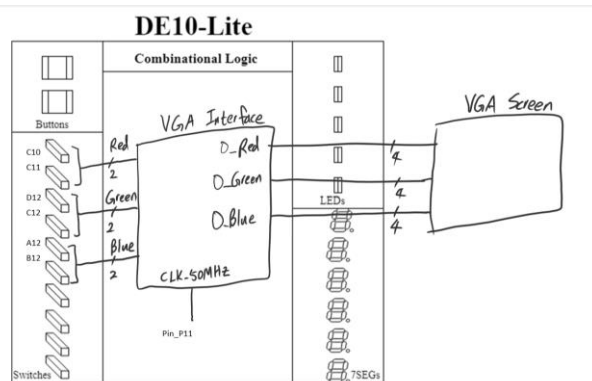 DE10-Lite
Combinational Logic
Buttons
VGA Interface
VGA Screen
C10
C11
Red
2
D12
C12
Green
2
A12
B12
Blue
2
O_Red
4
O_Green
4
O_Blue
4
LEDs
CLK-50MHZ
Pin_P11
Switches
7SEGs